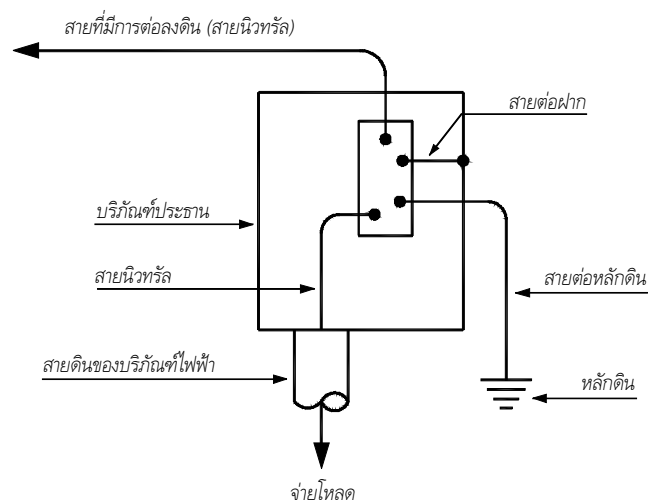 สายที่มีการต่อลงดิน (สายนิวทรัล)
สายต่อฝาก
บริภัณฑ์ประธาน
สายนิวทรัล
สายต่อหลักดิน
สายดินของบริภัณฑ์ไฟฟ้า
หลักดิน
จ่ายโหลด